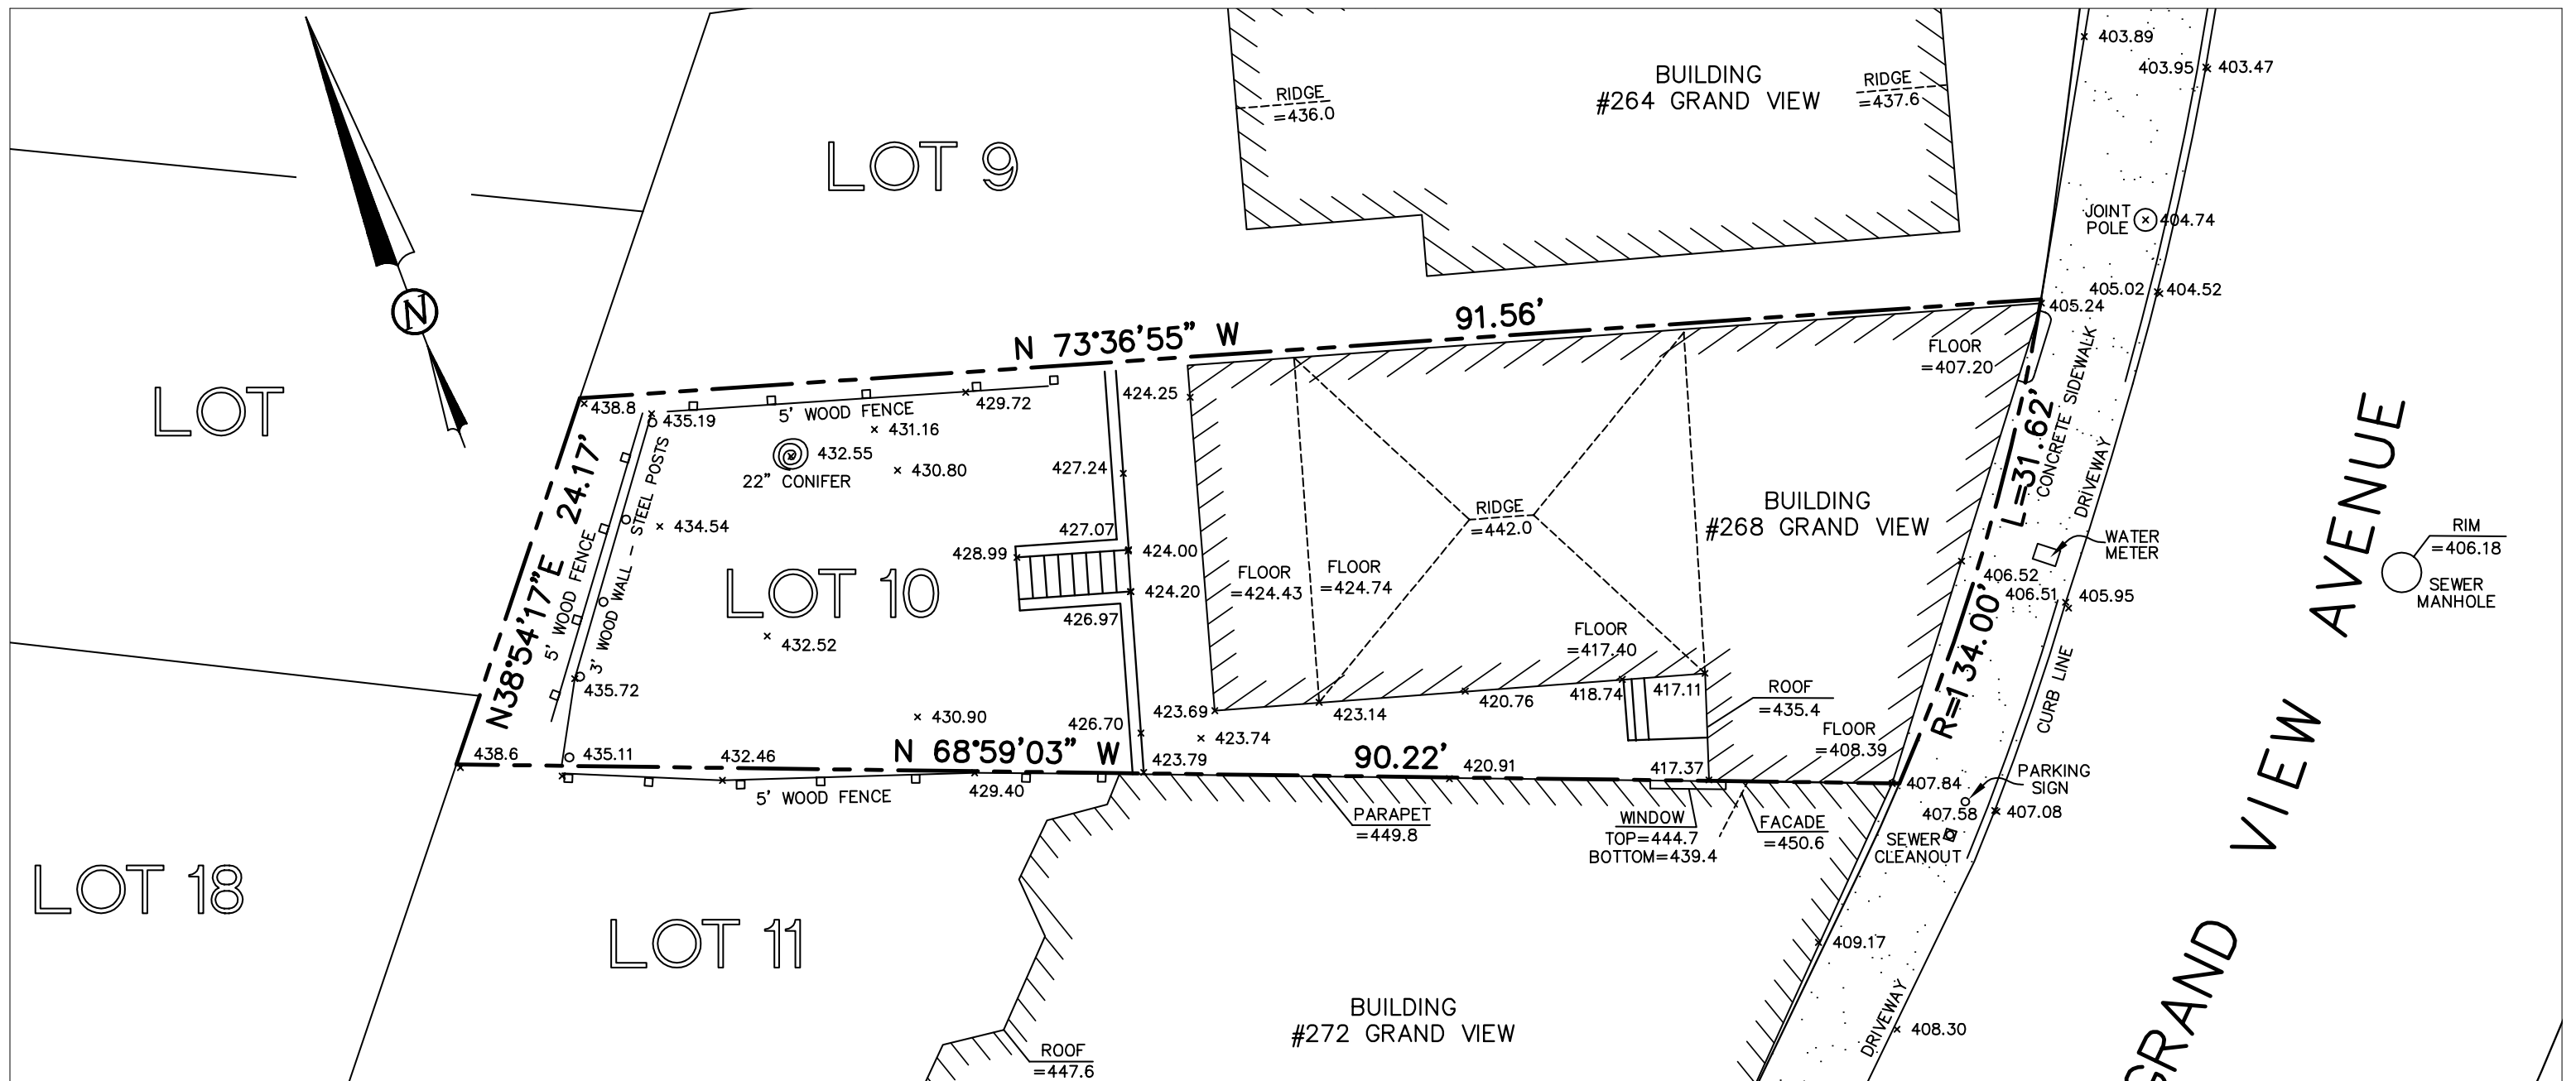 403.89
403.95
403.47
BUILDING
#264 GRAND VIEW
RIDGE
=436.0
RIDGE
=437.6
LOT 9
JOINT
POLE
404.74
405.02
404.52
405.24
N
N 73°36'55" W
91.56'
FLOOR
=407.20
LOT
438.8
435.19
5' WOOD FENCE
429.72
424.25
431.16
432.55
22" CONIFER
430.80
427.24
N38°54'17"E 24.17'
5' WOOD FENCE
3' WOOD WALL - STEEL POSTS
434.54
427.07
428.99
424.00
424.20
426.97
LOT 10
432.52
435.72
430.90
426.70
RIDGE
=442.0
FLOOR
=424.43
FLOOR
=424.74
BUILDING
#268 GRAND VIEW
FLOOR
=417.40
418.74
417.11
420.76
423.14
423.69
423.74
423.79
ROOF
=435.4
FLOOR
=408.39
L=31.62'
R=134.00'
CONCRETE SIDEWALK
DRIVEWAY
WATER
METER
406.52
406.51
405.95
RIM
=406.18
SEWER
MANHOLE
GRAND VIEW AVENUE
CURB LINE
438.6
435.11
432.46
N 68°59'03" W
90.22'
420.91
417.37
407.84
5' WOOD FENCE
429.40
PARAPET
=449.8
WINDOW
TOP=444.7
BOTTOM=439.4
FACADE
=450.6
PARKING
SIGN
407.58
407.08
SEWER
CLEANOUT
LOT 18
LOT 11
409.17
BUILDING
#272 GRAND VIEW
ROOF
=447.6
DRIVEWAY
408.30